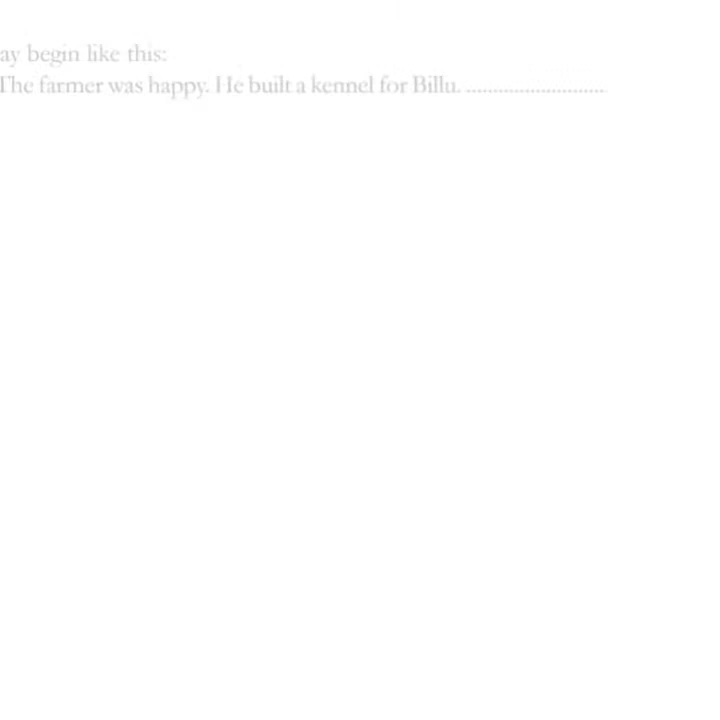 ay begin like this:
The farmer was happy. He built a kennel for Billu. ..........................